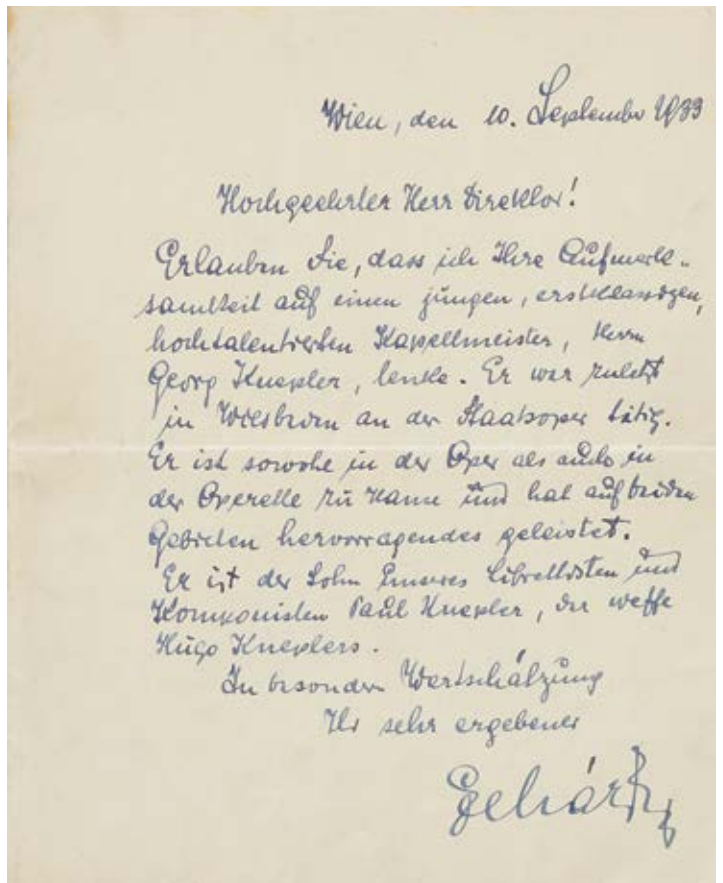 Wien, den 10. September 1933
Hochgeehrter Herr Direktor!
Erlauben Sie, dass ich Ihre Aufmerk-
samkeit auf einen jungen, erstklassigen,
hochtalentierten Kapellmeister, Herrn
Georg Knepler, lenke. Er war zuletzt
in Wiesbaden an der Staatsoper tätig.
Er ist sowohl in der Oper als auch in
der Operette zu Hause und hat auf beiden
Gebieten hervorragendes geleistet.
Er ist der Sohn unseres Librettisten und
Komponisten Paul Knepler, der Neffe
Hugo Kneplers.
In besonderer Wertschätzung
Ihr sehr ergebener
Lehár